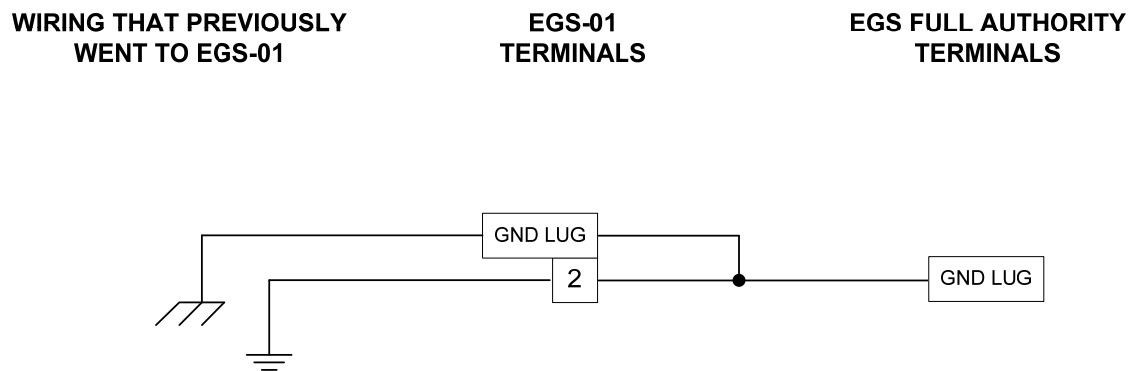 WIRING THAT PREVIOUSLY
WENT TO EGS-01
EGS-01
TERMINALS
EGS FULL AUTHORITY
TERMINALS
GND LUG
2
GND LUG